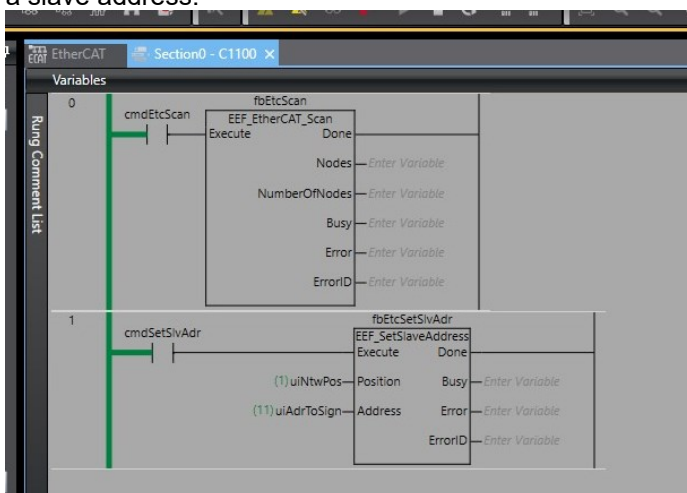 a slave address.
EtherCAT
Section0 - C1100 ×
Variables
Rung Comment List
0
fbEtcScan
cmdEtcScan
EEF_EtherCAT_Scan
Execute Done
Nodes Enter Variable
NumberOfNodes Enter Variable
Busy Enter Variable
Error Enter Variable
ErrorID Enter Variable
1
fbEtcSetSlvAdr
cmdSetSlvAdr
EEF_SetSlaveAddress
Execute Done
(1) uiNtwPos Position Busy Enter Variable
(11) uiAdrToSign Address Error Enter Variable
ErrorID Enter Variable